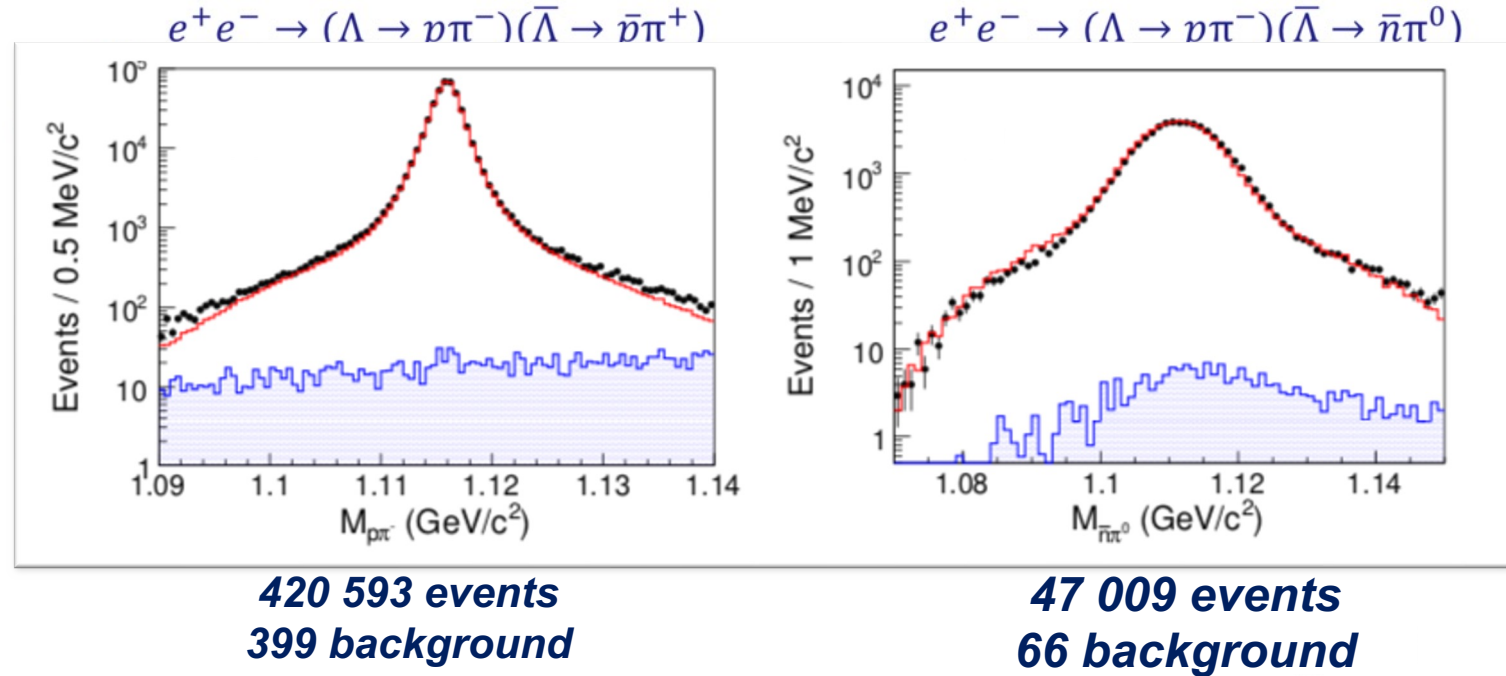 e⁺e⁻ → (Λ → pπ⁻)(Λ̅ → p̅π⁺)
e⁺e⁻ → (Λ → pπ⁻)(Λ̅ → n̅π⁰)
Events / 0.5 MeV/c²
10⁵
10⁴
10³
10²
10
1
1.09 1.1 1.11 1.12 1.13 1.14
M_pπ⁻ (GeV/c²)
Events / 1 MeV/c²
10⁴
10³
10²
10
1
1.08 1.1 1.12 1.14
M_n̅π⁰ (GeV/c²)
420 593 events
399 background
47 009 events
66 background